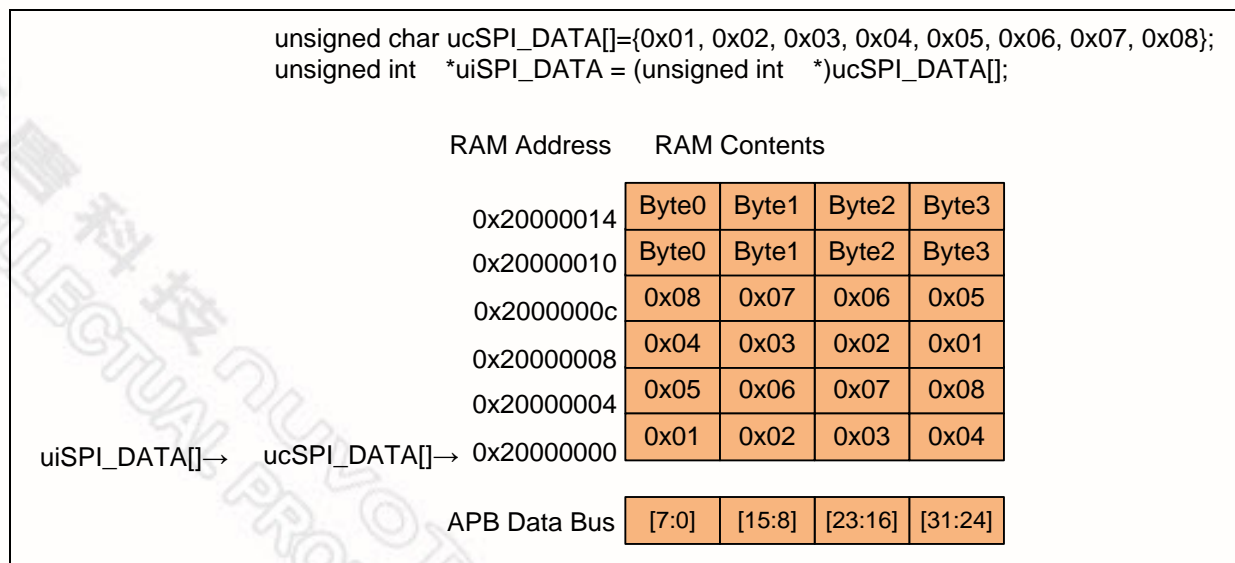 unsigned char ucSPI_DATA[]={0x01, 0x02, 0x03, 0x04, 0x05, 0x06, 0x07, 0x08};
unsigned int *uiSPI_DATA = (unsigned int *)ucSPI_DATA[];
RAM Address RAM Contents
0x20000014 Byte0 Byte1 Byte2 Byte3
0x20000010 Byte0 Byte1 Byte2 Byte3
0x2000000c 0x08 0x07 0x06 0x05
0x20000008 0x04 0x03 0x02 0x01
0x20000004 0x05 0x06 0x07 0x08
uiSPI_DATA[]→ ucSPI_DATA[]→ 0x20000000 0x01 0x02 0x03 0x04
APB Data Bus [7:0] [15:8] [23:16] [31:24]
科技 nuvoT